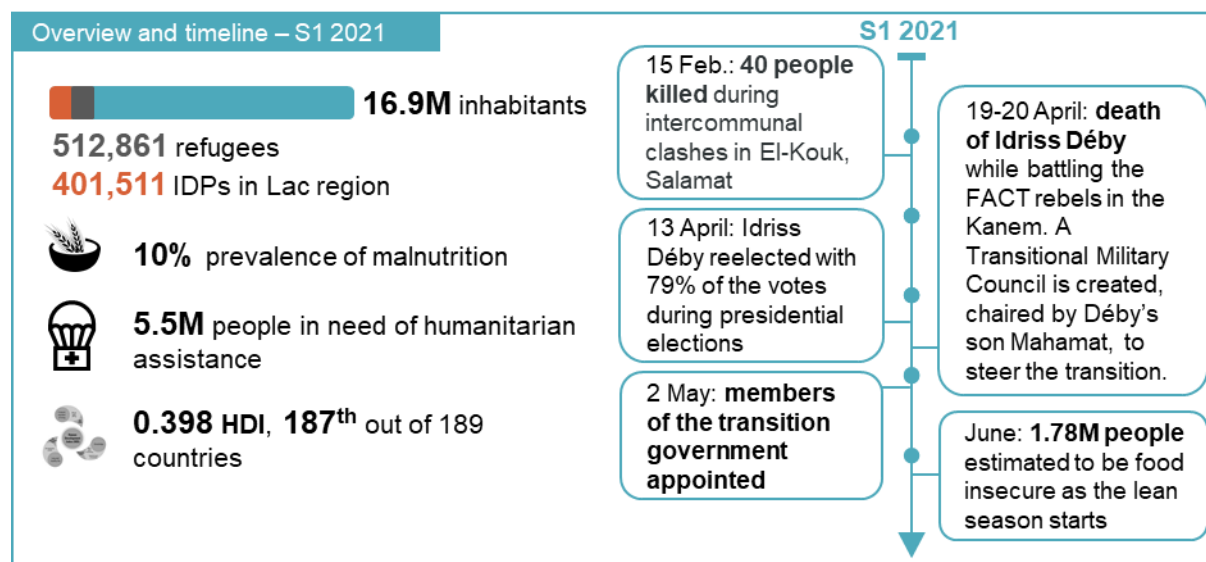 Overview and timeline – S1 2021
16.9M inhabitants
512,861 refugees
401,511 IDPs in Lac region
10% prevalence of malnutrition
5.5M people in need of humanitarian
assistance
0.398 HDI, 187th out of 189
countries
S1 2021
15 Feb.: 40 people
killed during
intercommunal
clashes in El-Kouk,
Salamat
13 April: Idriss
Déby reelected with
79% of the votes
during presidential
elections
19-20 April: death
of Idriss Déby
while battling the
FACT rebels in the
Kanem. A
Transitional Military
Council is created,
chaired by Déby's
son Mahamat, to
steer the transition.
2 May: members
of the transition
government
appointed
June: 1.78M people
estimated to be food
insecure as the lean
season starts